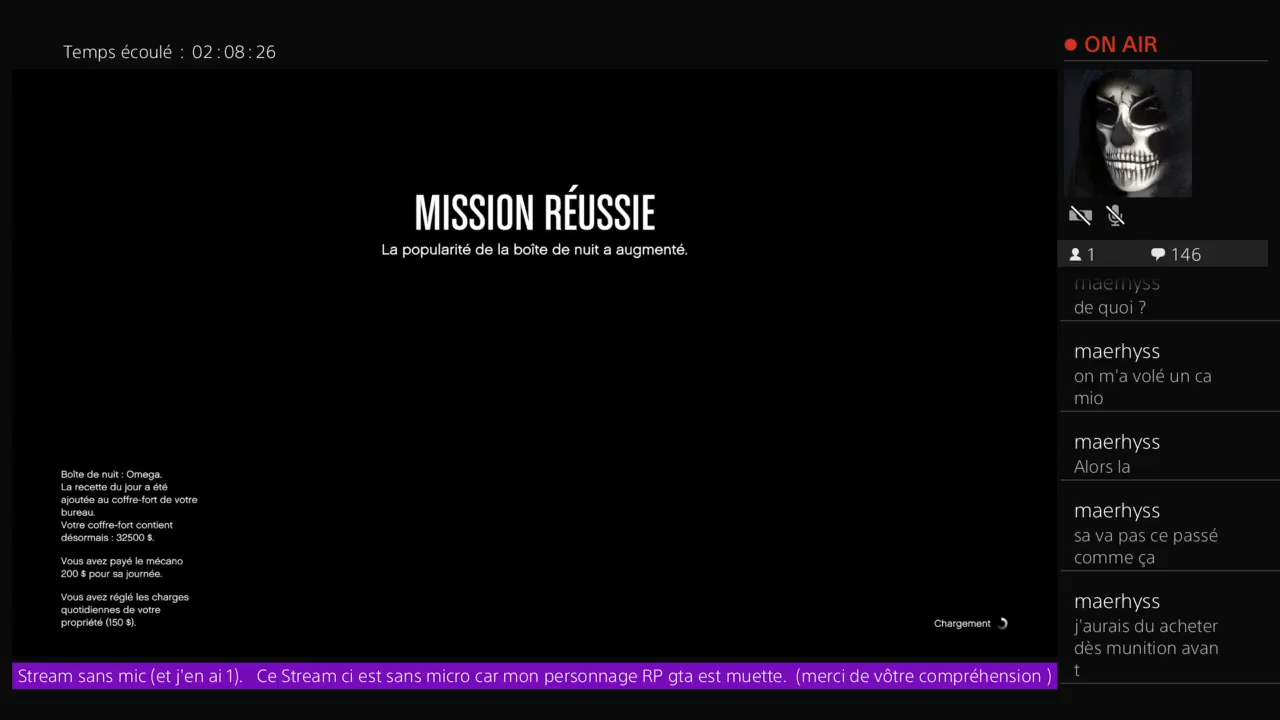 Temps écoulé : 02:08:26
ON AIR
MISSION RÉUSSIE
La popularité de la boîte de nuit a augmenté.
1 146
maerhyss
de quoi ?
maerhyss
on m'a volé un ca
mio
maerhyss
Alors la
maerhyss
sa va pas ce passé
comme ça
maerhyss
j'aurais du acheter
dès munition avan
t
Boîte de nuit : Omega.
La recette du jour a été
ajoutée au coffre-fort de votre
bureau.
Votre coffre-fort contient
désormais : 32500 $.
Vous avez payé le mécano
200 $ pour sa journée.
Vous avez réglé les charges
quotidiennes de votre
propriété (150 $).
Chargement
Stream sans mic (et j'en ai 1). Ce Stream ci est sans micro car mon personnage RP gta est muette. (merci de vôtre compréhension )